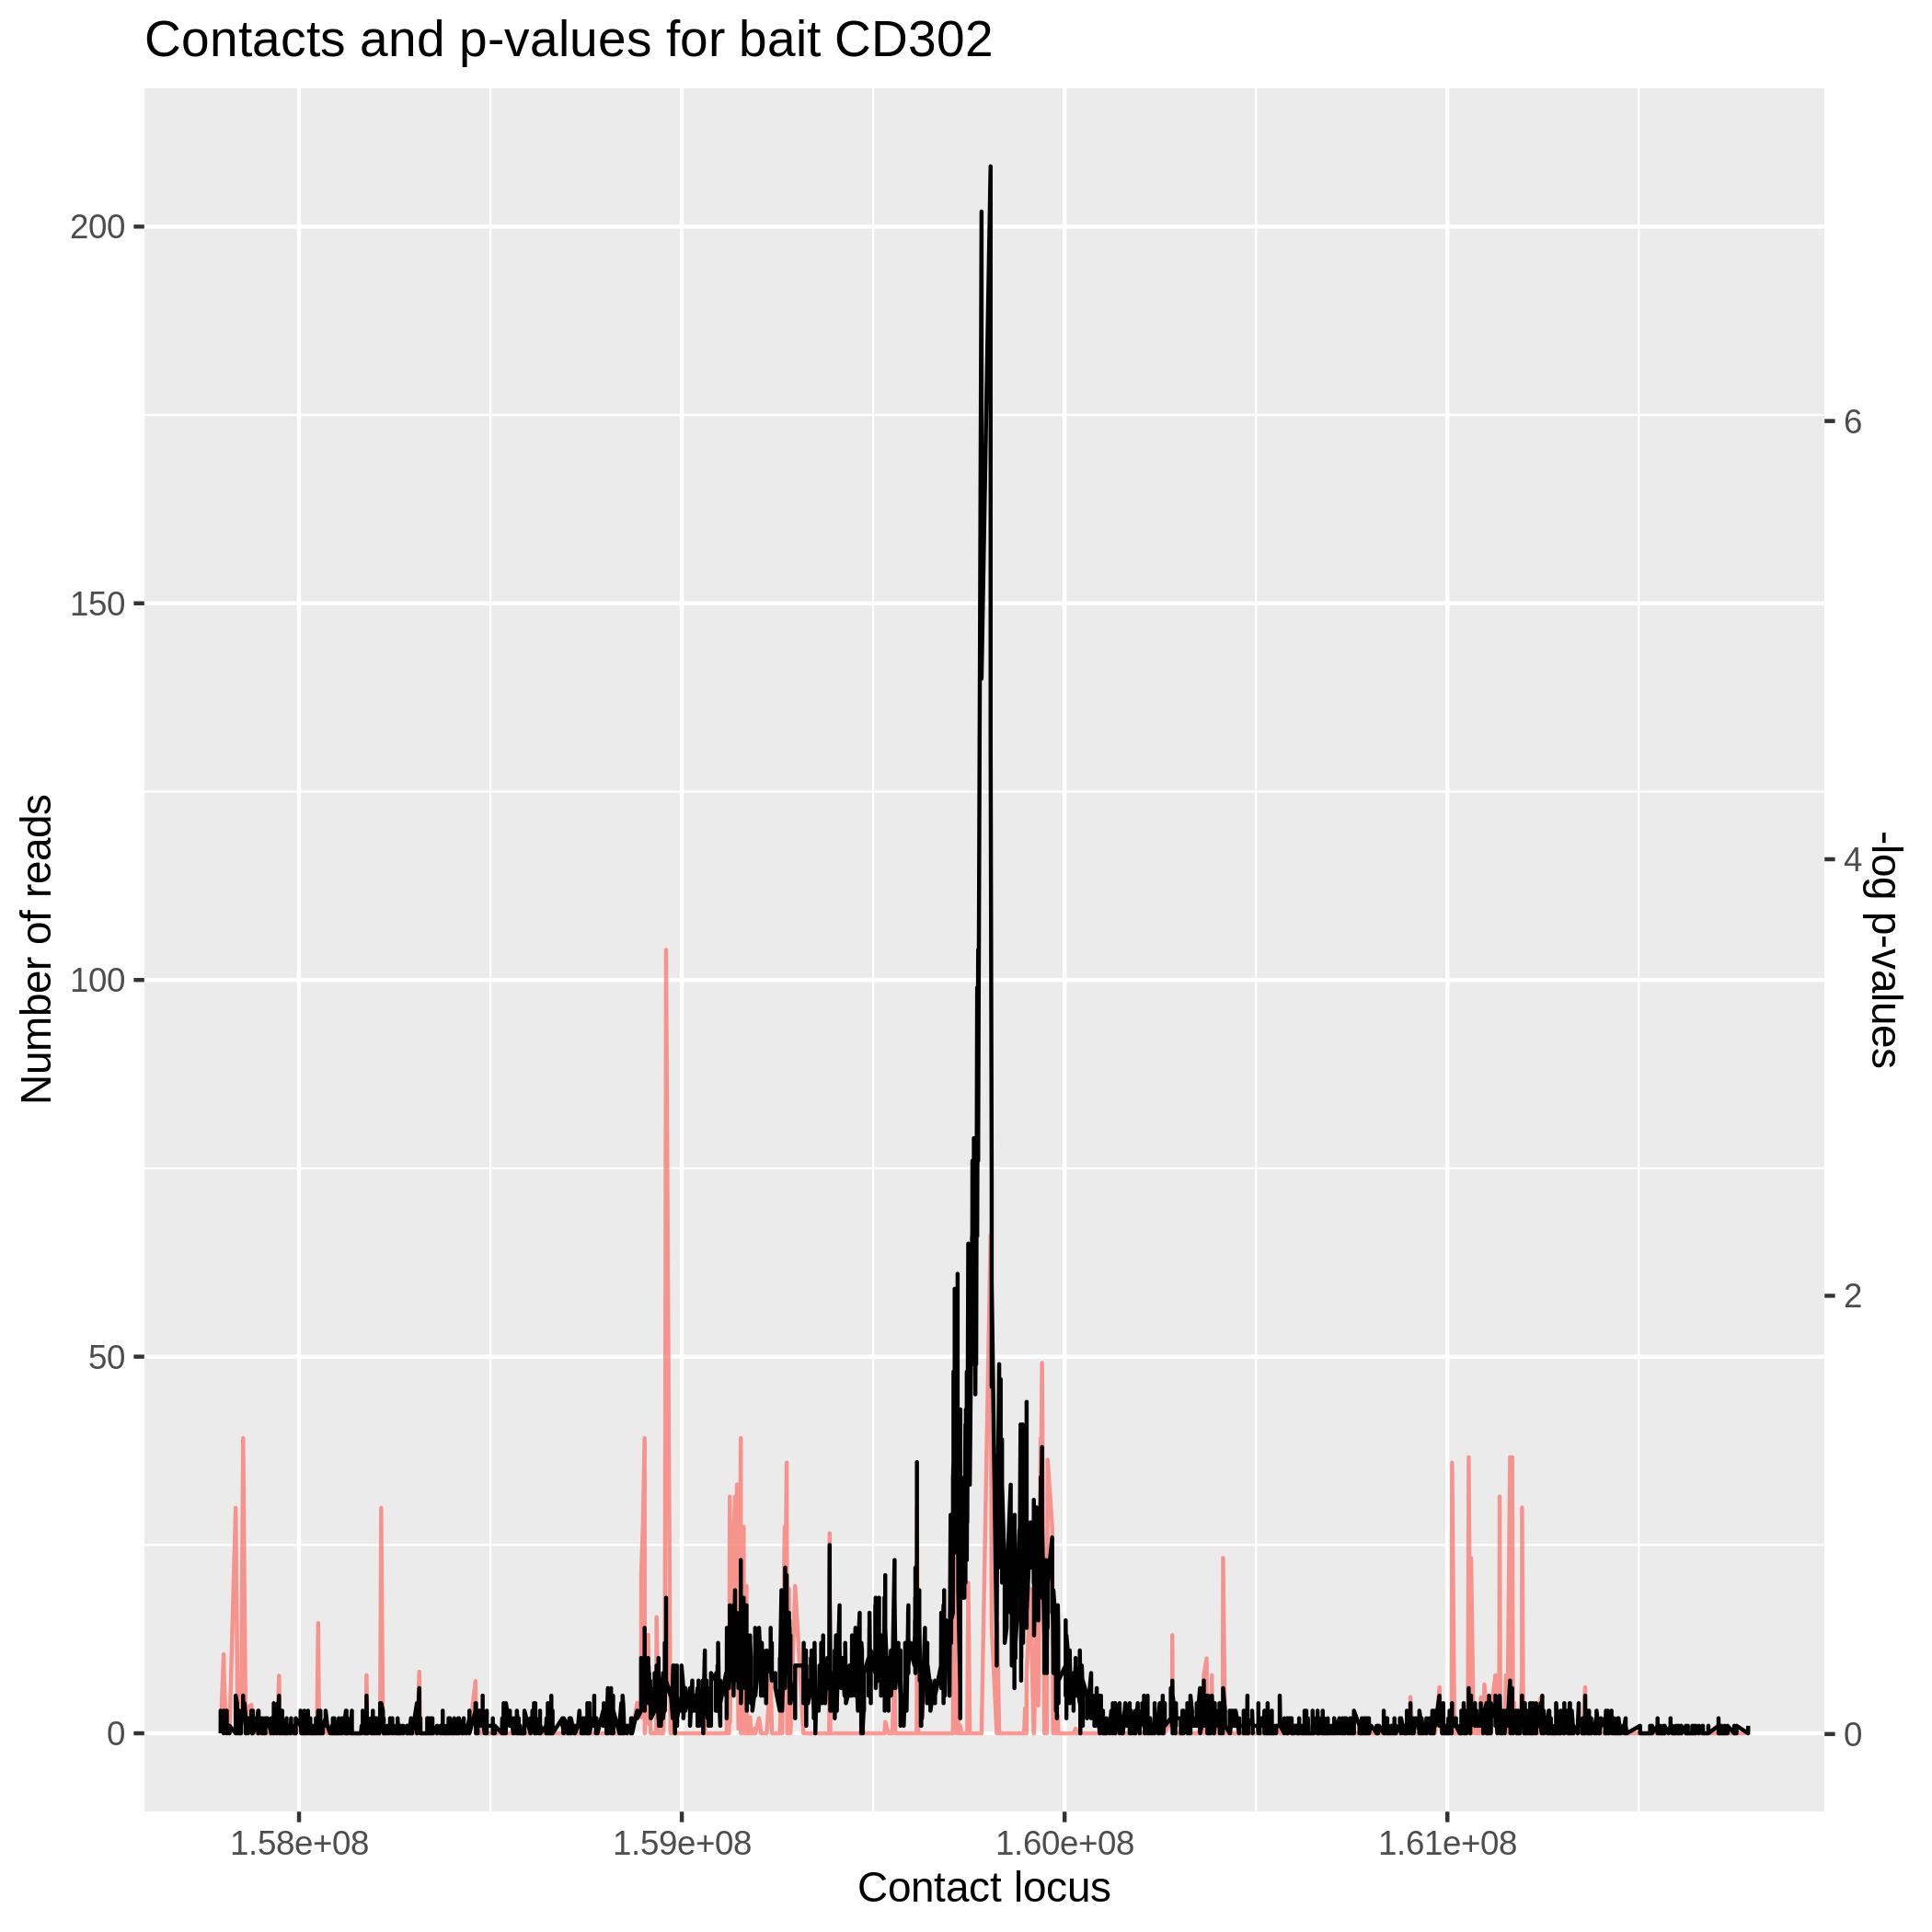 Contacts and p-values for bait CD302
200
150
100
50
0
Number of reads
6
4
2
0
-log p-values
1.58e+08
1.59e+08
1.60e+08
1.61e+08
Contact locus